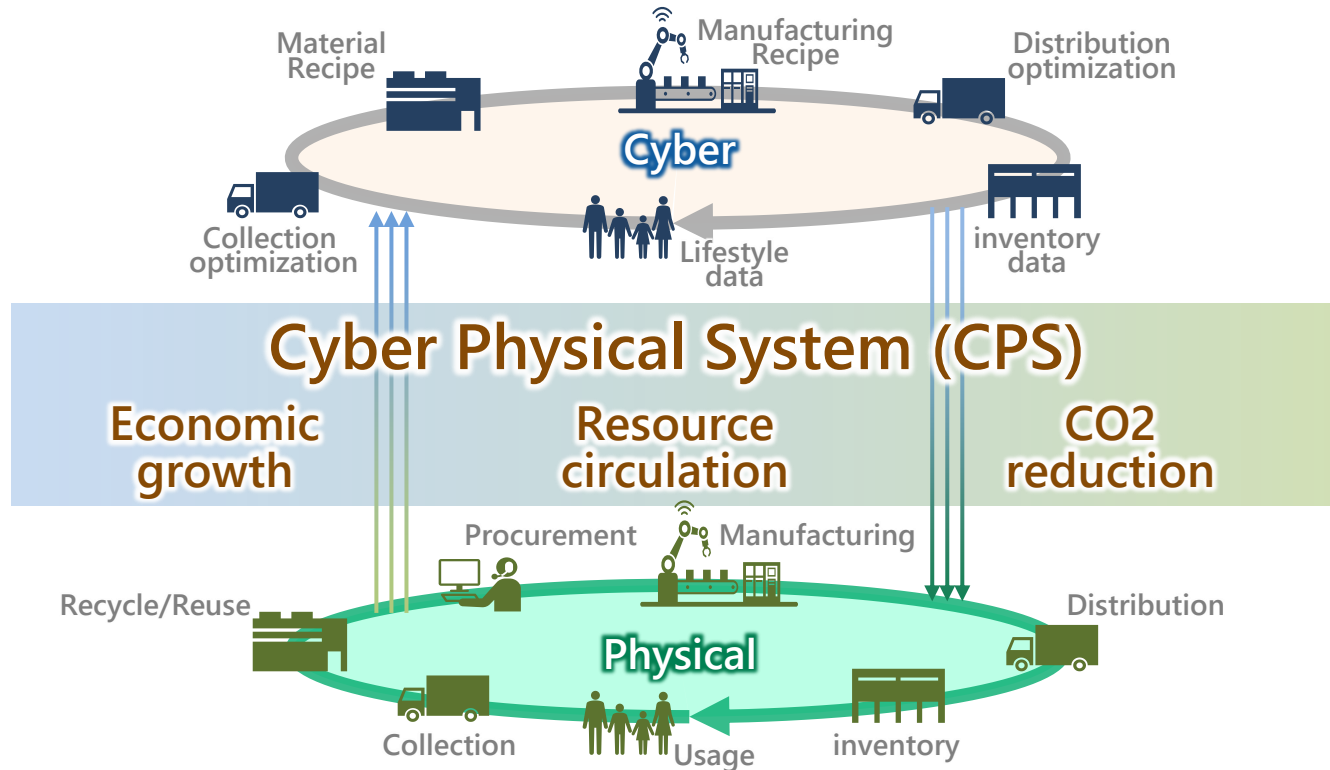 Material
Recipe
Manufacturing
Recipe
Distribution
optimization
Cyber
Collection
optimization
Lifestyle
data
inventory
data
Cyber Physical System (CPS)
Economic
growth
Resource
circulation
CO2
reduction
Procurement
Manufacturing
Recycle/Reuse
Distribution
Physical
Collection
Usage
inventory